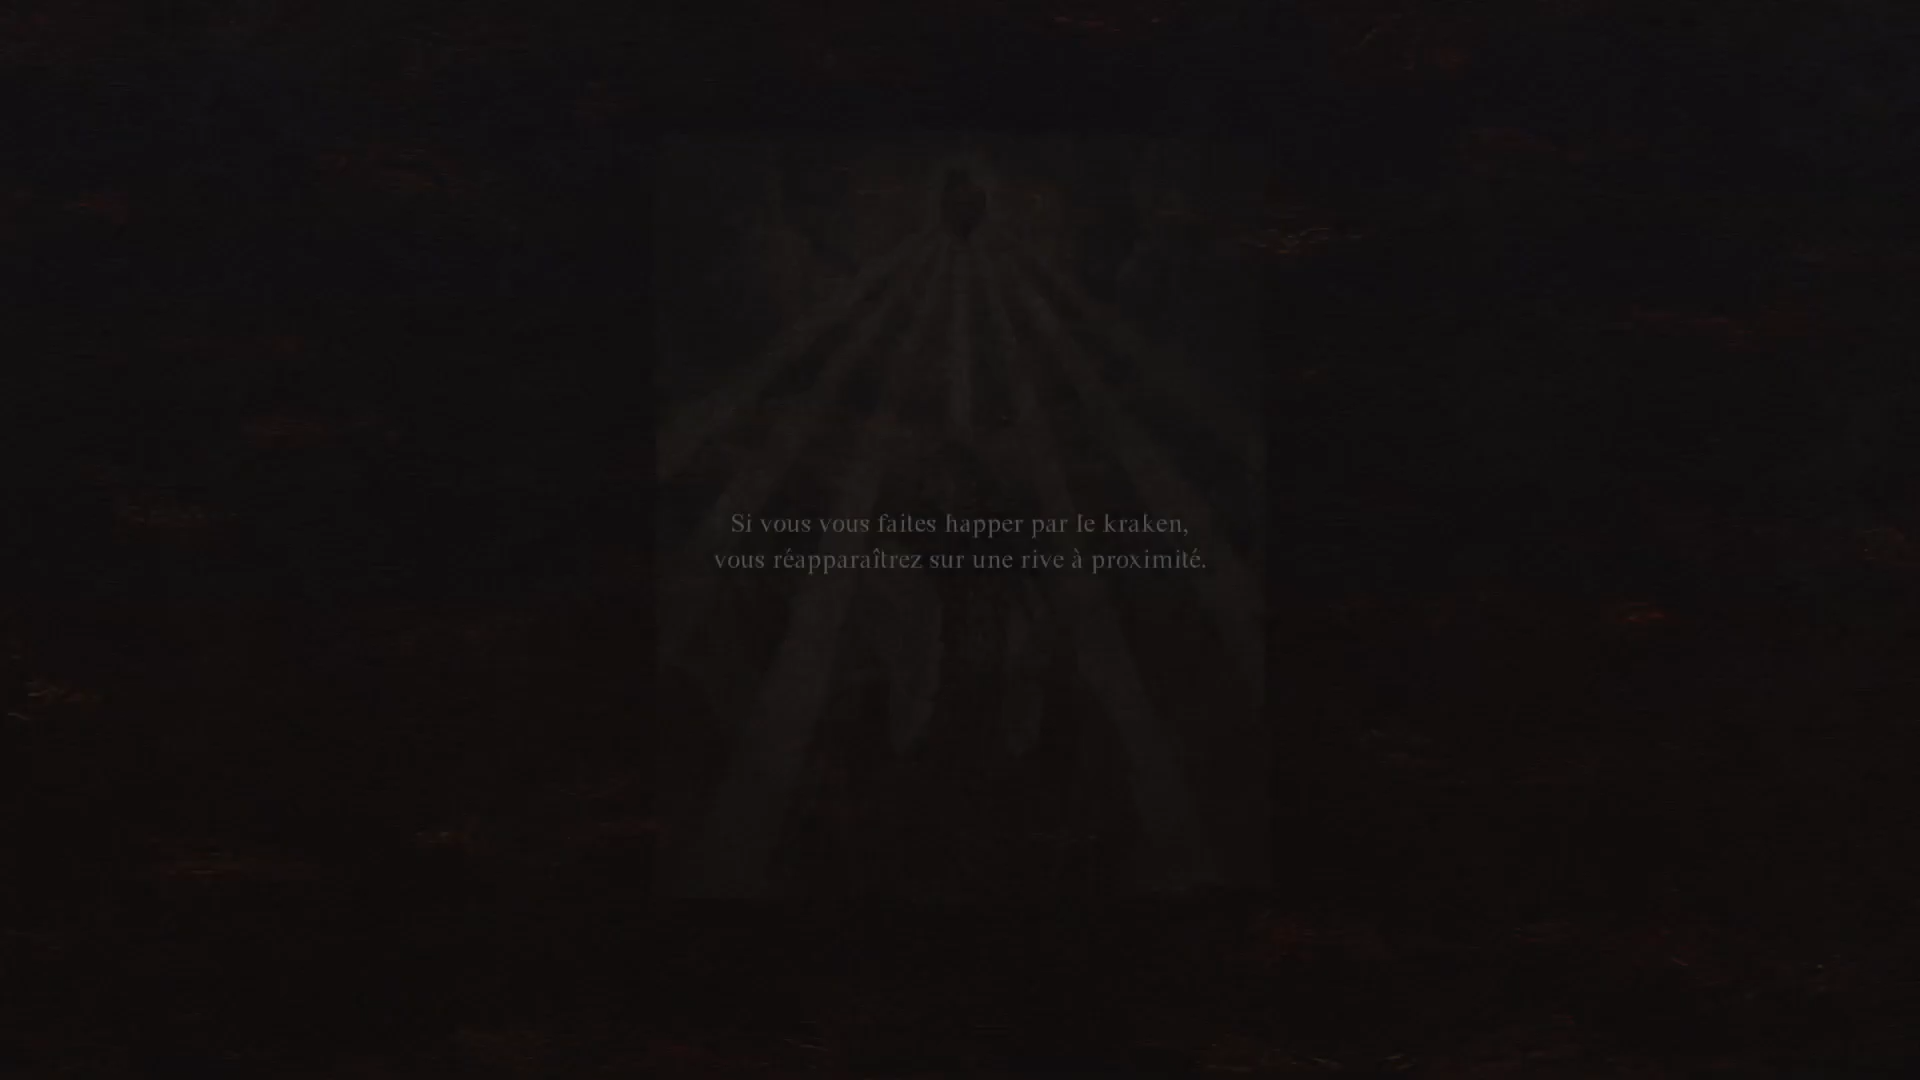 Si vous vous faites happer par le kraken,
vous réapparaîtrez sur une rive à proximité.